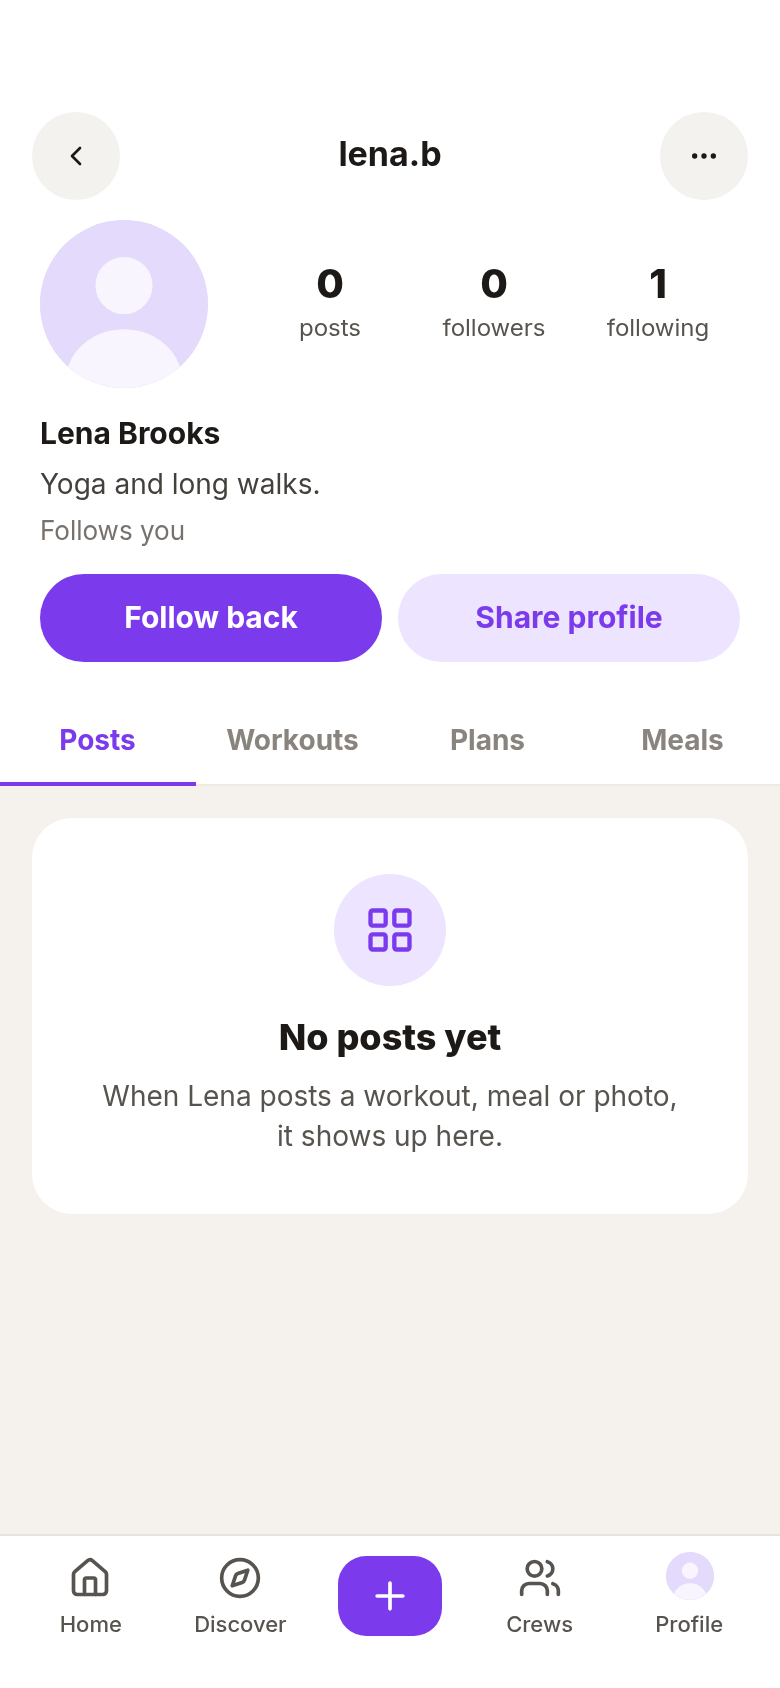 lena.b
0
0
1
posts
followers
following
Lena Brooks
Yoga and long walks.
Follows you
Follow back
Share profile
Posts
Workouts
Plans
Meals
No posts yet
When Lena posts a workout, meal or photo,
it shows up here.
Home
Discover
Crews
Profile